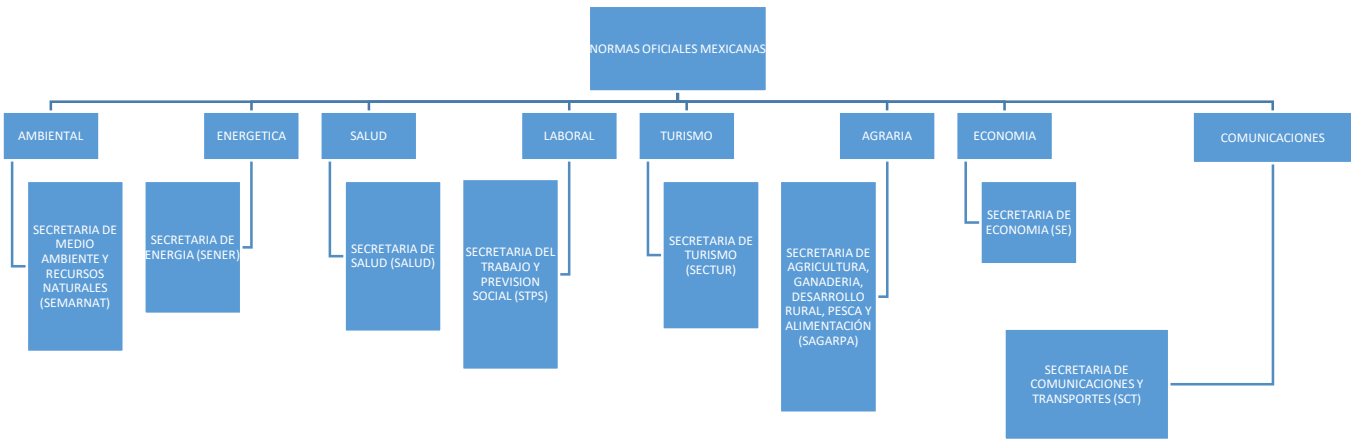 NORMAS OFICIALES MEXICANAS
AMBIENTAL
ENERGETICA
SALUD
LABORAL
TURISMO
AGRARIA
ECONOMIA
COMUNICACIONES
SECRETARIA DE
MEDIO
AMBIENTE Y
RECURSOS
NATURALES
(SEMARNAT)
SECRETARIA DE
ENERGIA (SENER)
SECRETARIA DE
SALUD (SALUD)
SECRETARIA DEL
TRABAJO Y
PREVISION
SOCIAL (STPS)
SECRETARIA DE
TURISMO
(SECTUR)
SECRETARIA DE
AGRICULTURA,
GANADERIA,
DESARROLLO
RURAL, PESCA Y
ALIMENTACIÓN
(SAGARPA)
SECRETARIA DE
ECONOMIA (SE)
SECRETARIA DE
COMUNICACIONES Y
TRANSPORTES (SCT)